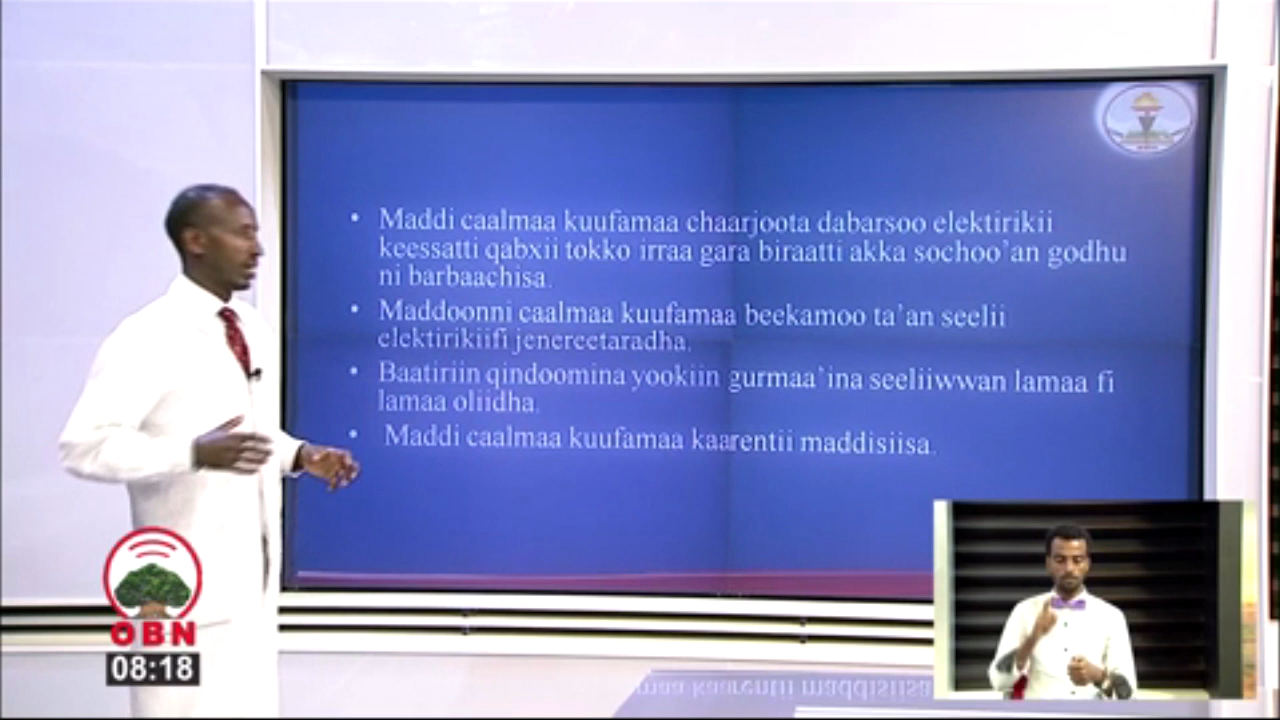 • Maddi caalmaa kuufamaa chaarjoota dabarsoo elektirikii
keessatti qabxii tokko irraa gara biraatti akka sochoo'an godhu
ni barbaachisa.
• Maddoonni caalmaa kuufamaa beekamoo ta'an seelii
elektirikiifi jenereetaradha.
• Baatiriin qindoomina yookiin gurmaa'ina seeliiwwan lamaa fi
lamaa oliidha.
• Maddi caalmaa kuufamaa kaarentii maddisiisa.
OBN
08:18